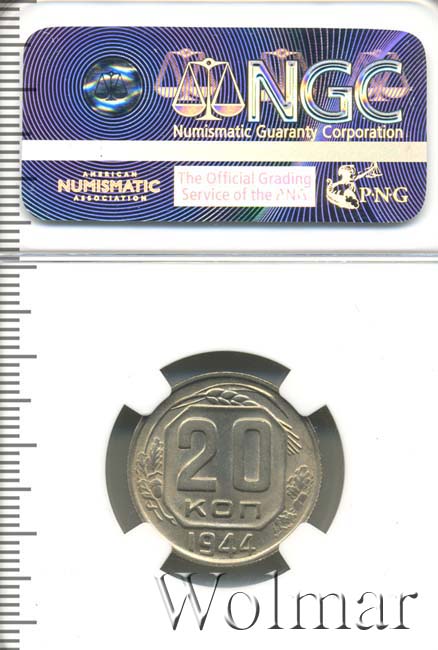 NGC
Numismatic Guaranty Corporation
AMERICAN
NUMISMATIC
ASSOCIATION
The Official Grading
Service of the ANA
PNG
20
КОП
1944
Wolmar